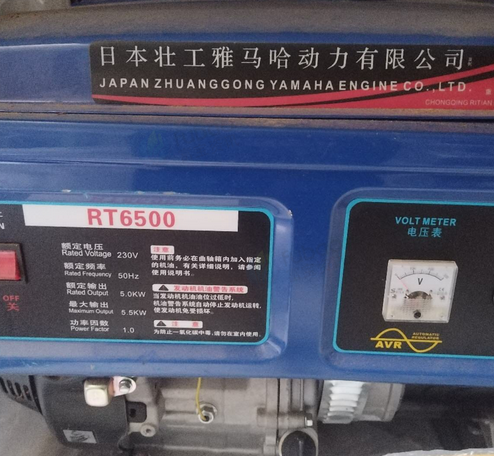 日本壮工雅马哈动力有限公司
JAPAN ZHUANGGONG YAMAHA ENGINE CO.,LTD.
CHONGQING RITIAN
RT6500
额定电压
Rated Voltage 230V
额定频率
Rated Frequency 50Hz
额定输出
Rated Output 5.0KW
最大输出
Maximum Output 5.5KW
功率因数
Power Factor 1.0
注意
使用前务必在曲轴箱内加入指定
的机油，有关详细说明，请参阅
使用说明书。
发动机机油警告系统
当发动机机油油位过低时，
机油警告系统自动停止发动机运转，
使发动机免受损坏。
注意
为防止一氧化碳中毒，请勿在室内使用。
OFF
关
VOLT METER
电压表
V
AVR
AUTOMATIC
REGULATOR